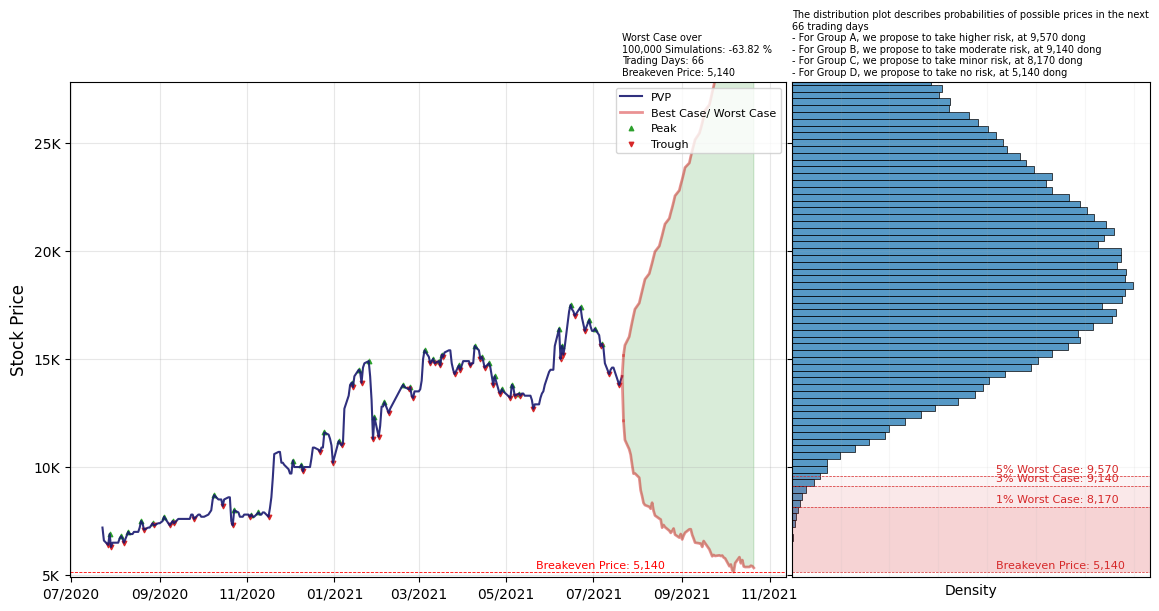 Worst Case over
100,000 Simulations: -63.82 %
Trading Days: 66
Breakeven Price: 5,140
The distribution plot describes probabilities of possible prices in the next
66 trading days
- For Group A, we propose to take higher risk, at 9,570 dong
- For Group B, we propose to take moderate risk, at 9,140 dong
- For Group C, we propose to take minor risk, at 8,170 dong
- For Group D, we propose to take no risk, at 5,140 dong
PVP
Best Case/ Worst Case
Peak
Trough
Stock Price
25K
20K
15K
10K
5K
Breakeven Price: 5,140
07/2020
09/2020
11/2020
01/2021
03/2021
05/2021
07/2021
09/2021
11/2021
5% Worst Case: 9,570
3% Worst Case: 9,140
1% Worst Case: 8,170
Breakeven Price: 5,140
Density